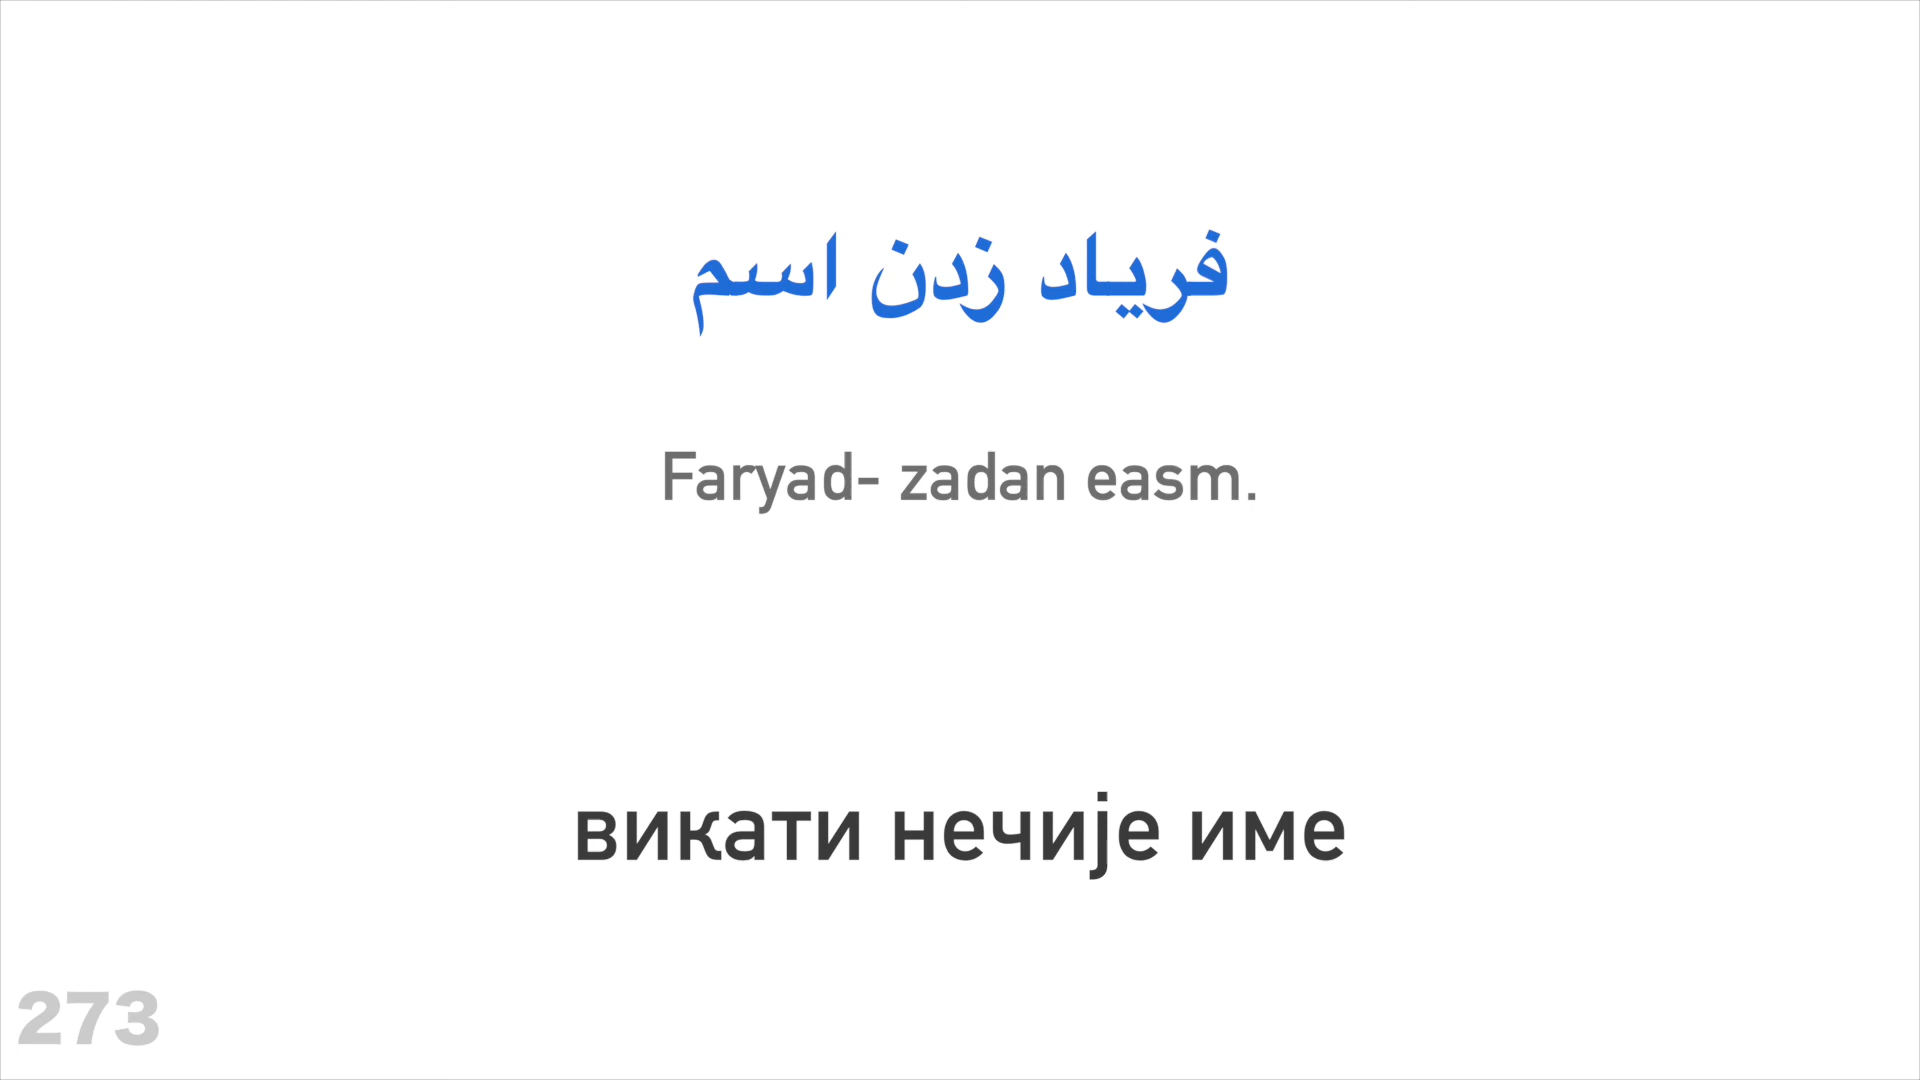 فریاد زدن اسم
Faryad- zadan easm.
викати нечије име
273